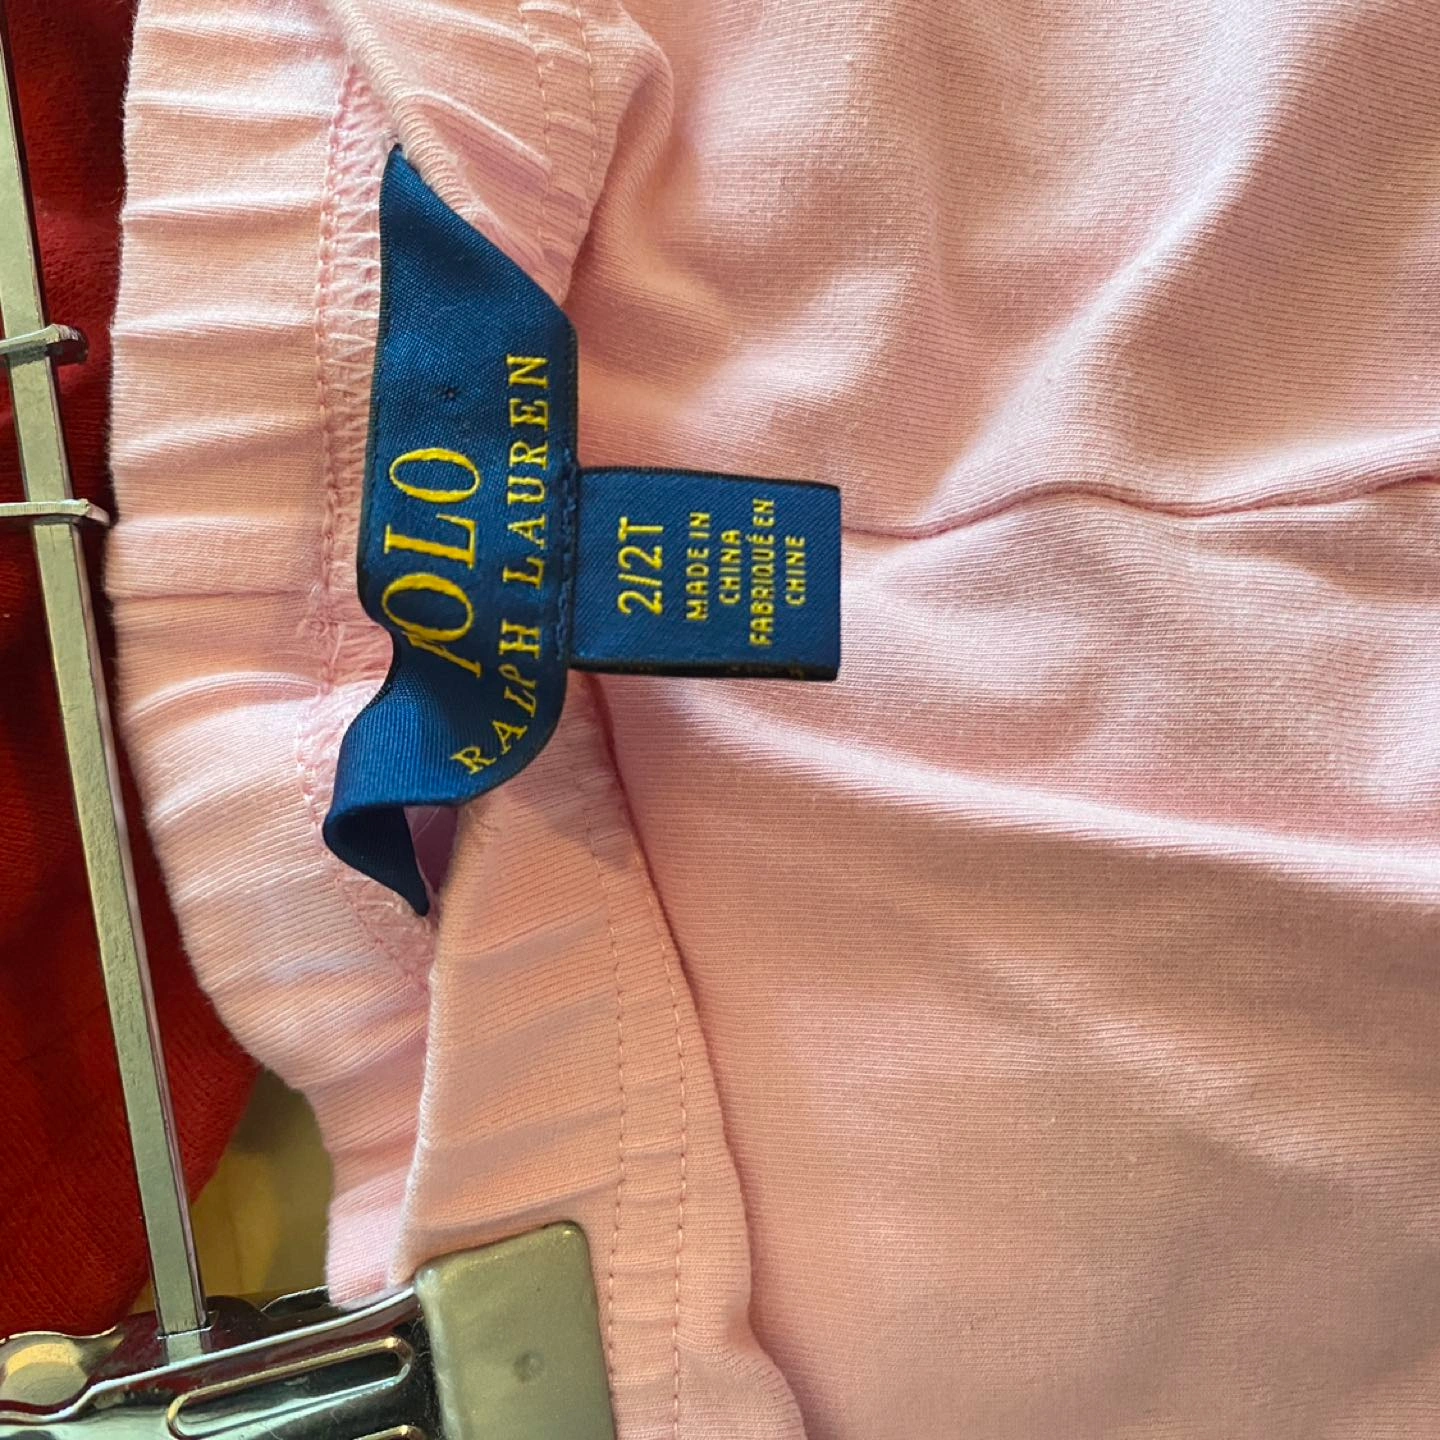 POLO
RALPH LAUREN
2/2T
MADE IN
CHINA
FABRIQUÉ EN
CHINE